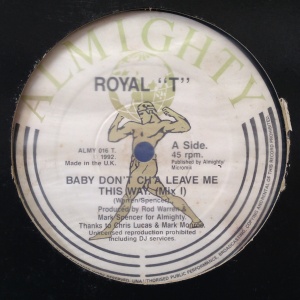 ALMIGHTY
ROYAL "T"
ALMY 016 T.
1992.
Made in the U.K.
A Side.
45 rpm.
Published by Almighty
BABY DON'T CHA LEAVE ME
THIS WAY. (Mix I)
(Warren/Spencer)
Produced by Rod Warren &
Mark Spencer for Almighty.
Thanks to Chris Lucas & Mark
Unlicensed reproduction prohibited
including DJ services.